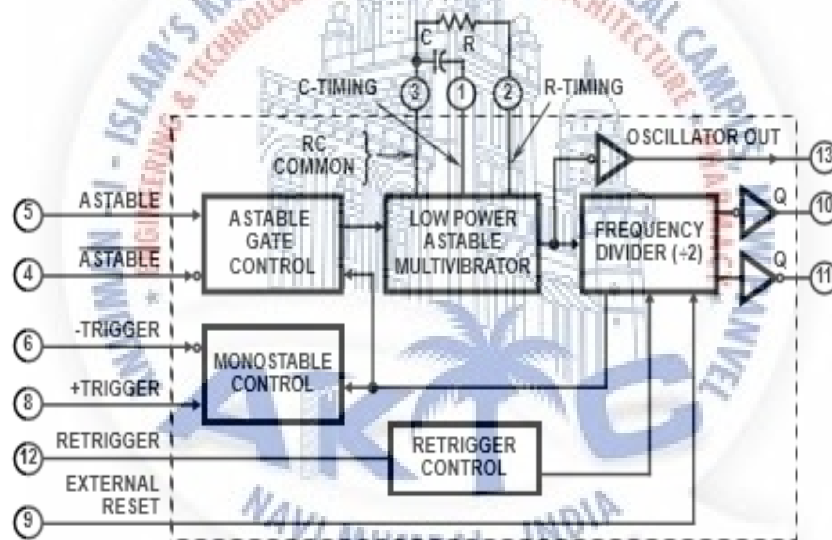 C
R
C-TIMING
3
1
2
R-TIMING
RC
COMMON
OSCILLATOR OUT
13
5
ASTABLE
ASTABLE
GATE
CONTROL
LOW POWER
ASTABLE
MULTIVIBRATOR
FREQUENCY
DIVIDER (÷2)
Q
10
4
ASTABLE
Q
11
6
-TRIGGER
MONOSTABLE
CONTROL
8
+TRIGGER
12
RETRIGGER
RETRIGGER
CONTROL
EXTERNAL
RESET
9
ANJUMAN - I - ISLAM'S
ENGINEERING & TECHNOLOGY
ARCHITECTURE
CAMPUS
AKTC
INDIA